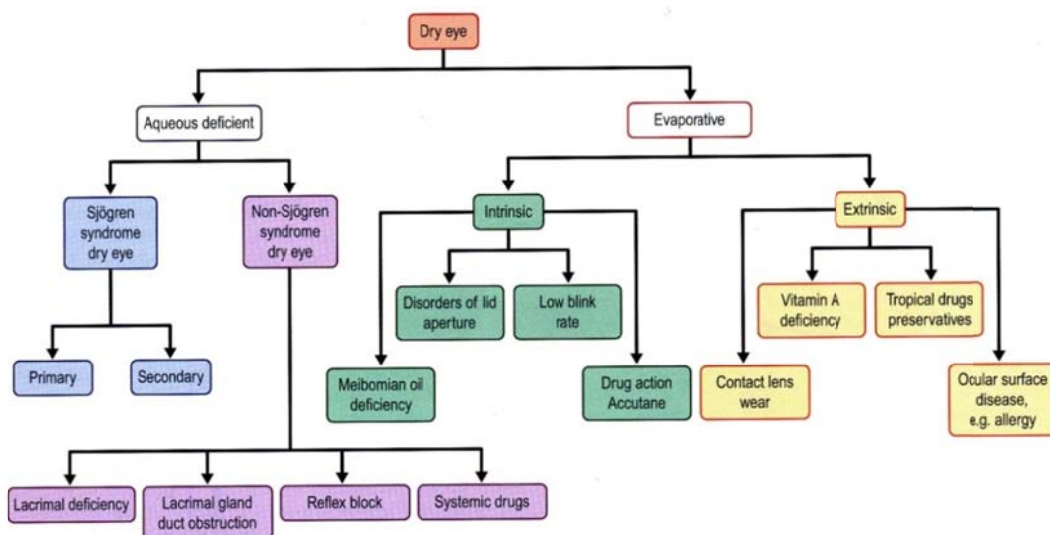 Dry eye
Aqueous deficient
Evaporative
Sjögren
syndrome
dry eye
Non-Sjögren
syndrome
dry eye
Intrinsic
Extrinsic
Disorders of lid
aperture
Low blink
rate
Vitamin A
deficiency
Tropical drugs
preservatives
Primary
Secondary
Meibomian oil
deficiency
Drug action
Accutane
Contact lens
wear
Ocular surface
disease,
e.g. allergy
Lacrimal deficiency
Lacrimal gland
duct obstruction
Reflex block
Systemic drugs